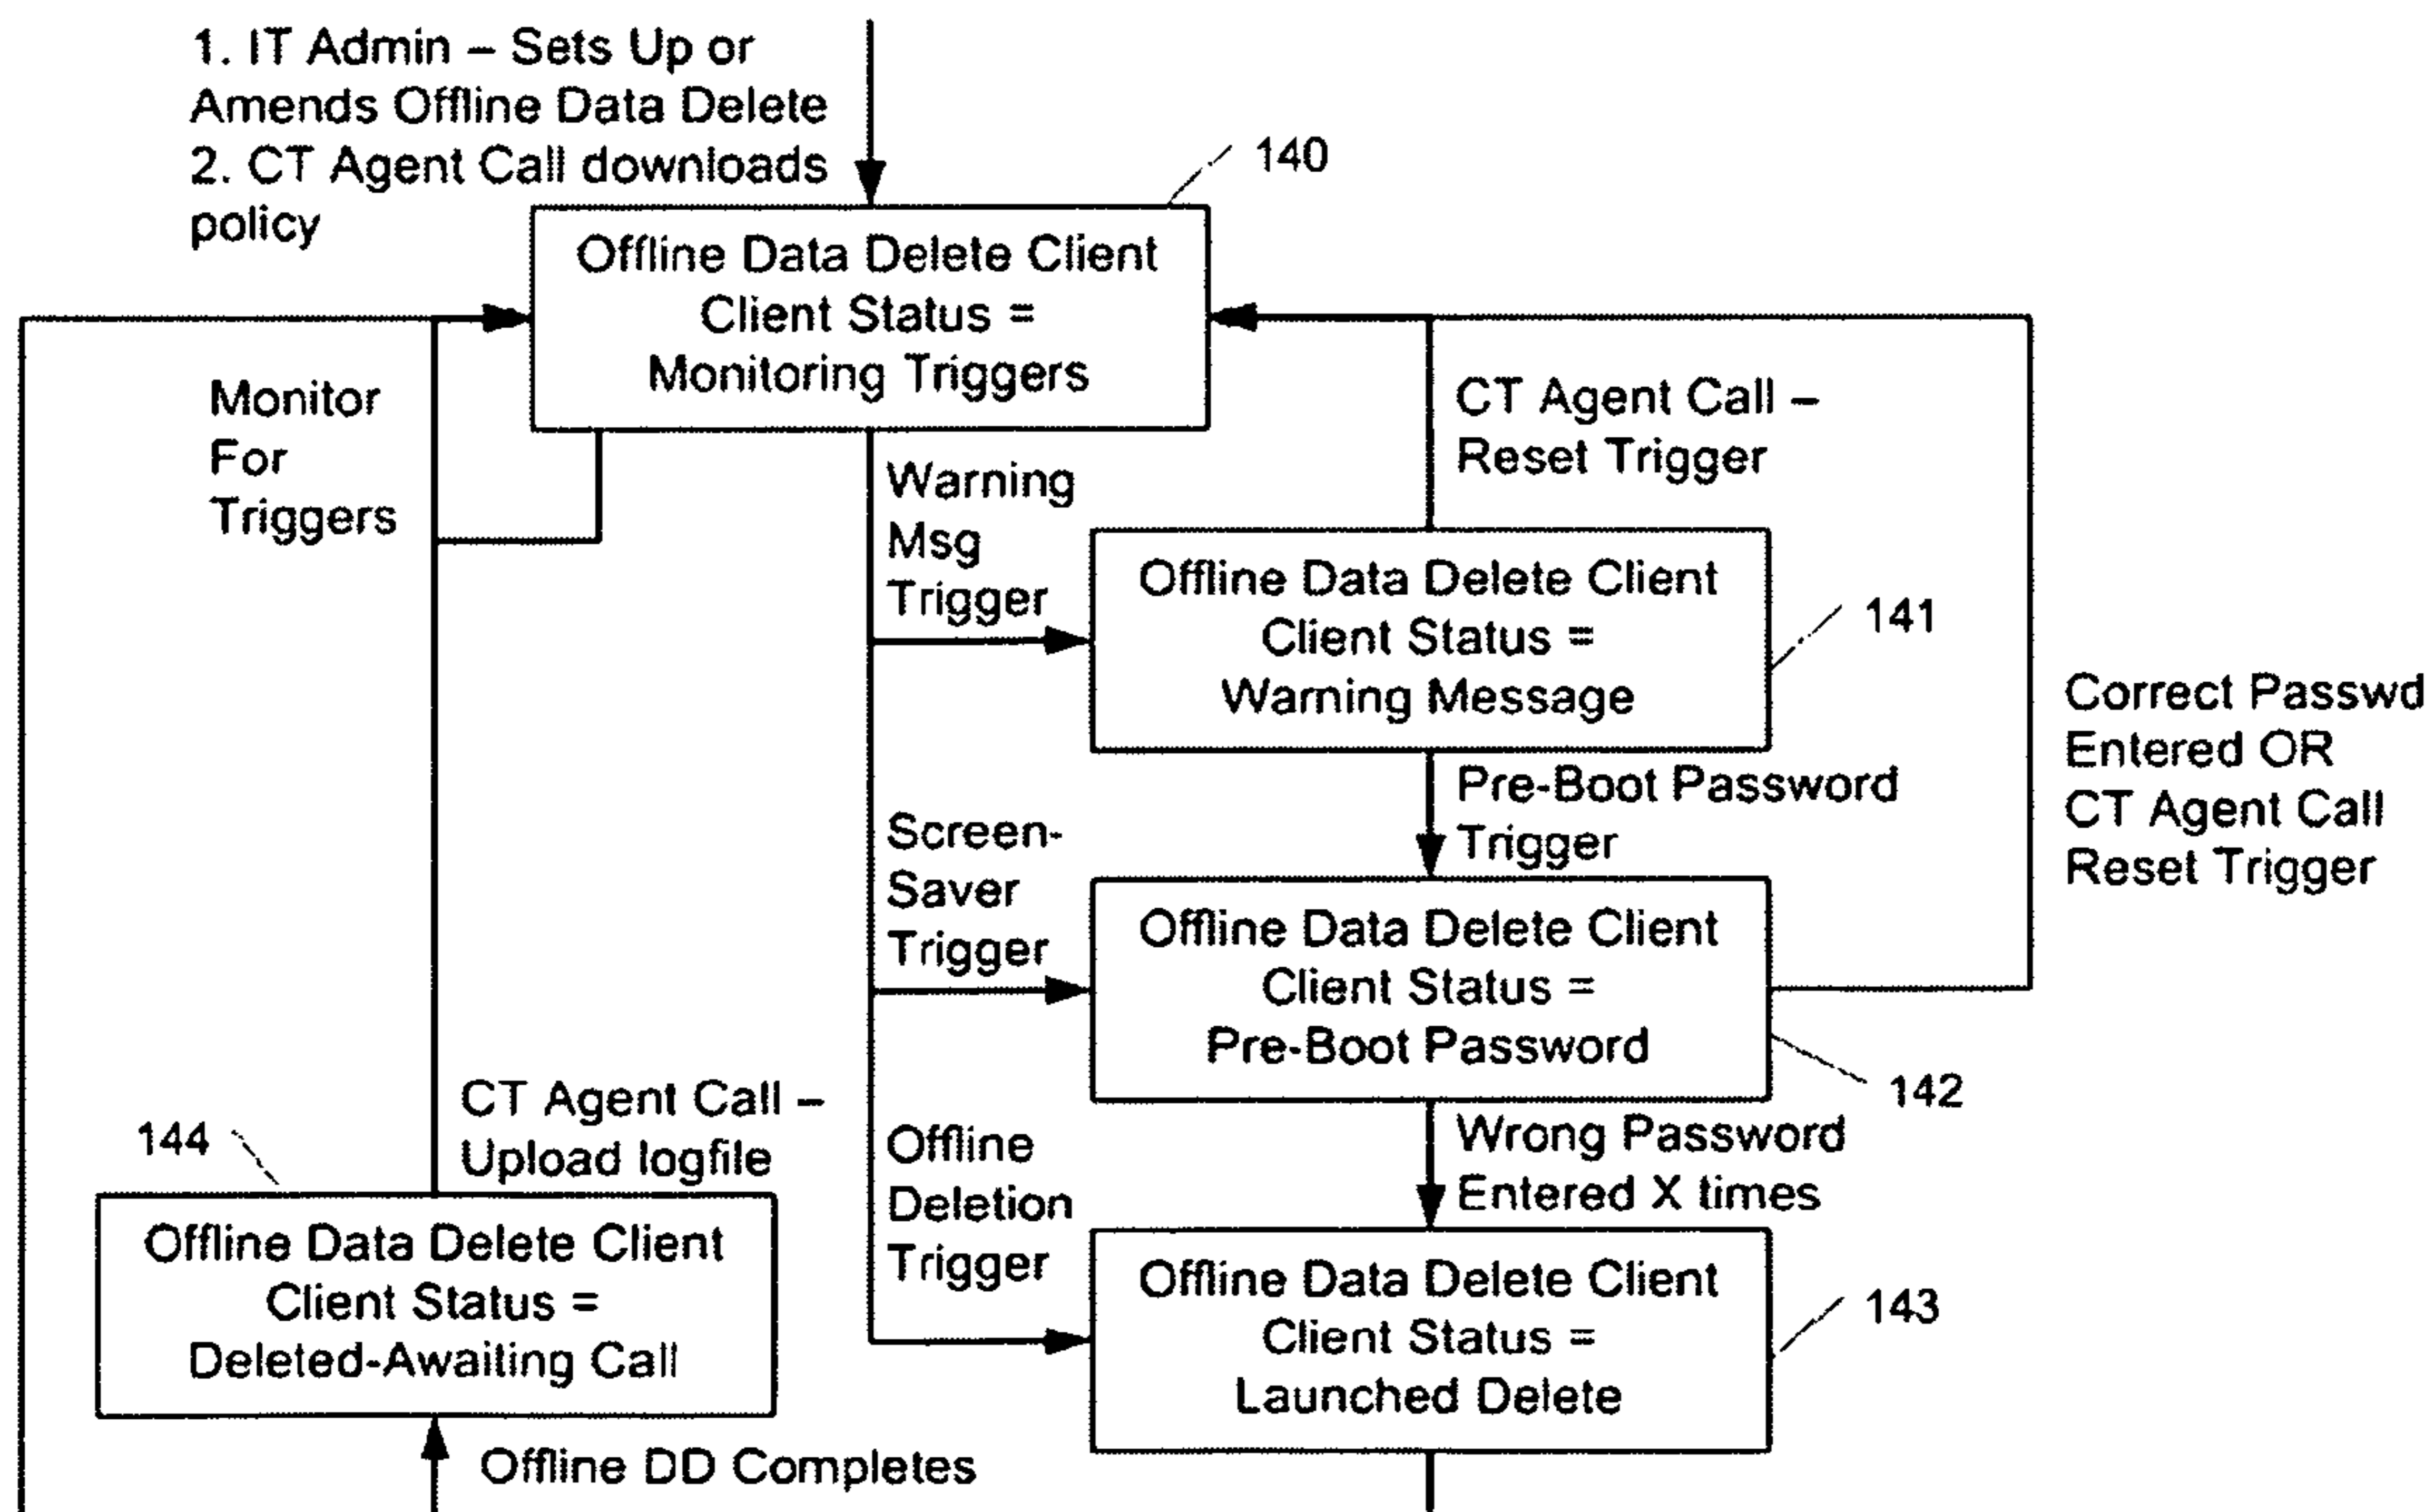 1. IT Admin – Sets Up or
Amends Offline Data Delete
2. CT Agent Call downloads
policy
140
Offline Data Delete Client
Client Status =
Monitoring Triggers
Monitor
For
Triggers
CT Agent Call –
Reset Trigger
Warning
Msg
Trigger
Offline Data Delete Client
Client Status =
Warning Message
141
Correct Passwd
Entered OR
CT Agent Call
Reset Trigger
Pre-Boot Password
Trigger
Screen-
Saver
Trigger
Offline Data Delete Client
Client Status =
Pre-Boot Password
142
CT Agent Call –
Upload logfile
144
Offline
Deletion
Trigger
Wrong Password
Entered X times
Offline Data Delete Client
Client Status =
Deleted-Awaiting Call
Offline Data Delete Client
Client Status =
Launched Delete
143
Offline DD Completes